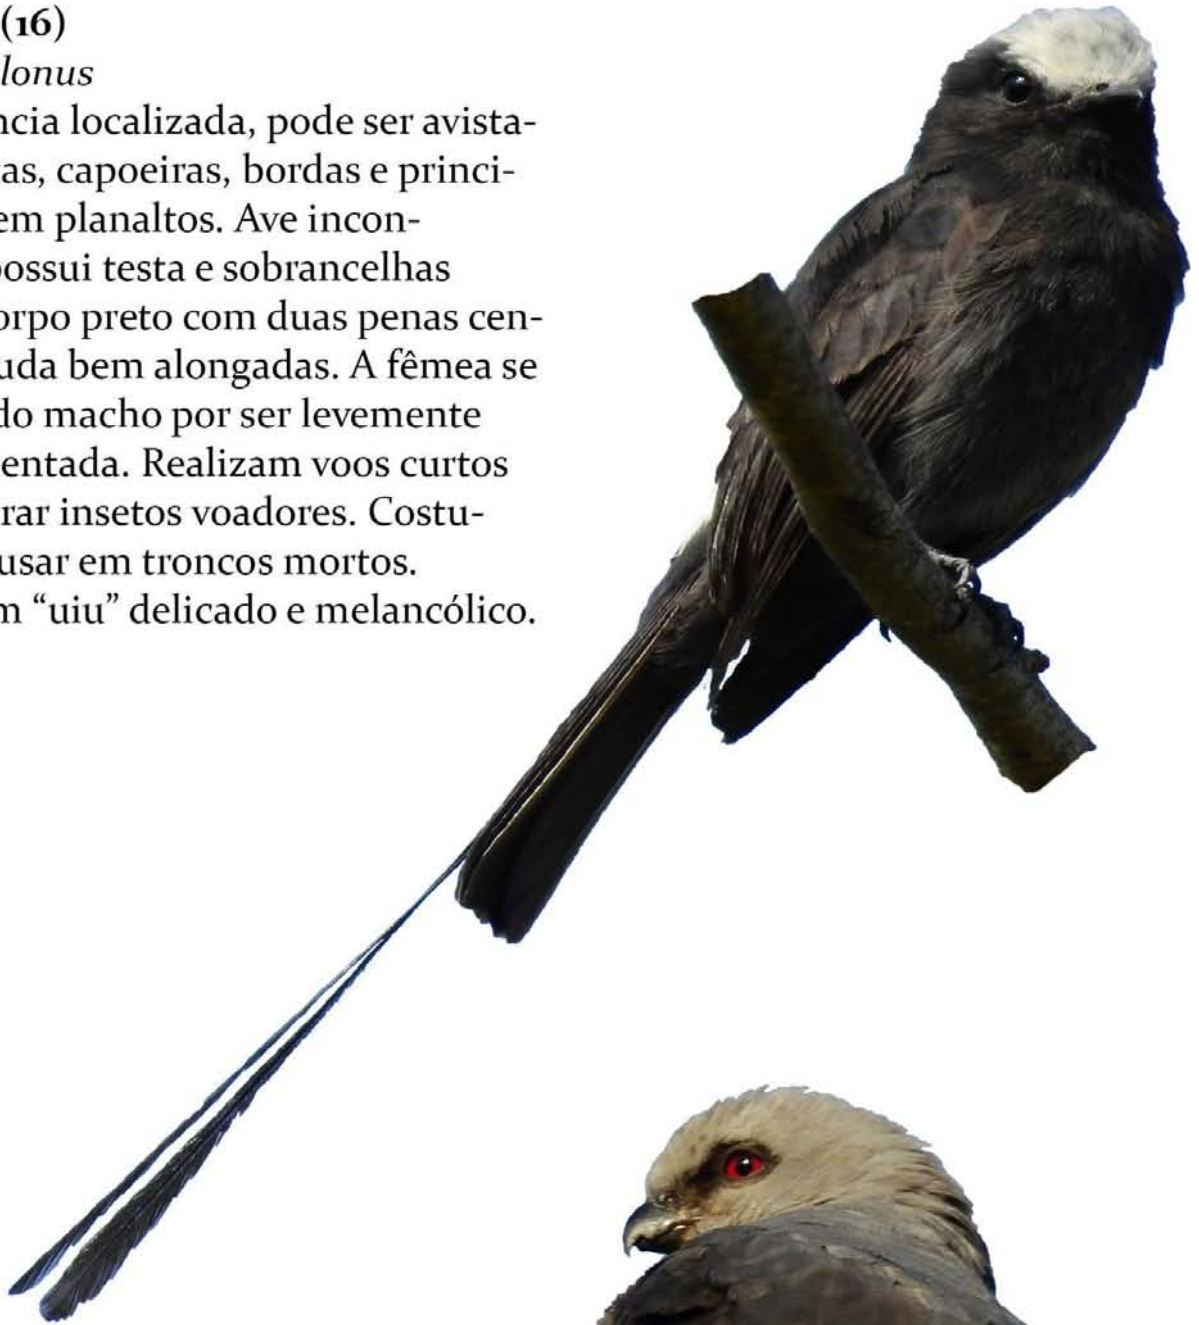 (16)
lonus
ncia localizada, pode ser avista-
as, capoeiras, bordas e princi-
em planaltos. Ave incon-
possui testa e sobrancelhas
orpo preto com duas penas cen-
uda bem alongadas. A fêmea se
do macho por ser levemente
entada. Realizam voos curtos
rar insetos voadores. Costu-
usar em troncos mortos.
m “uiu” delicado e melancólico.